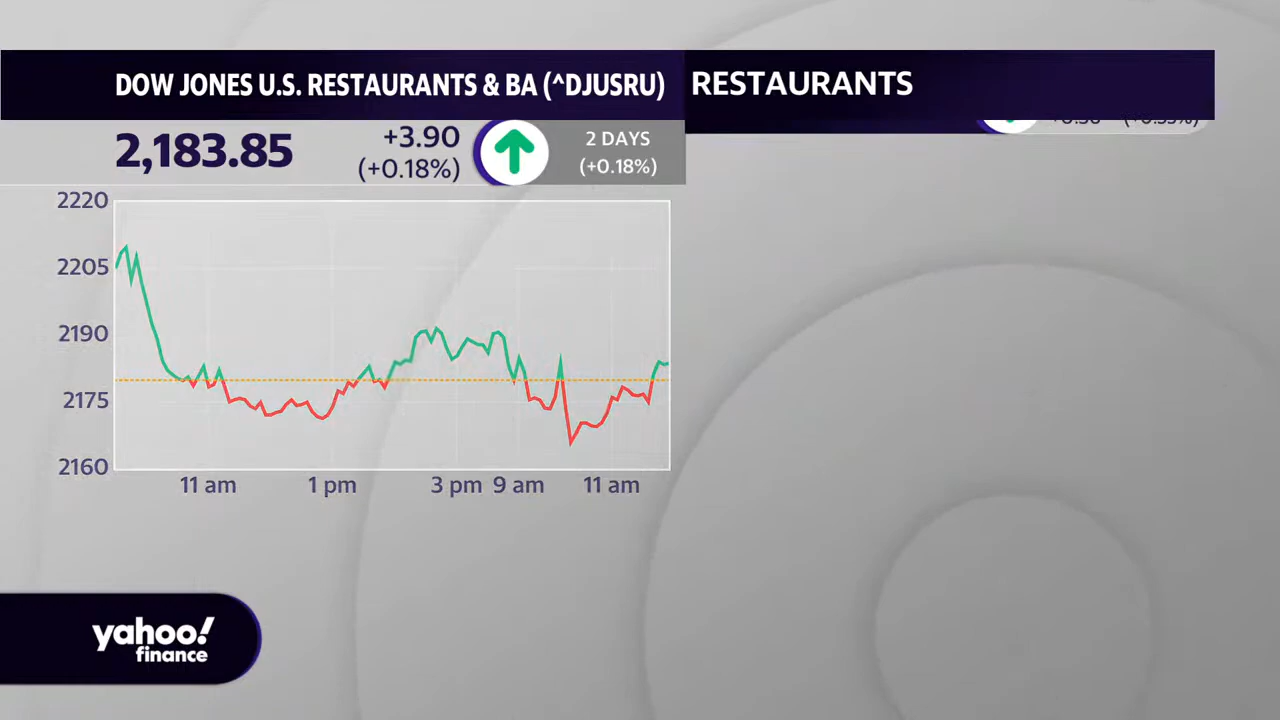 DOW JONES U.S. RESTAURANTS & BA (^DJUSRU)
RESTAURANTS
2,183.85
+3.90
(+0.18%)
2 DAYS
(+0.18%)
2220
2205
2190
2175
2160
11 am
1 pm
3 pm
9 am
11 am
yahoo!
finance